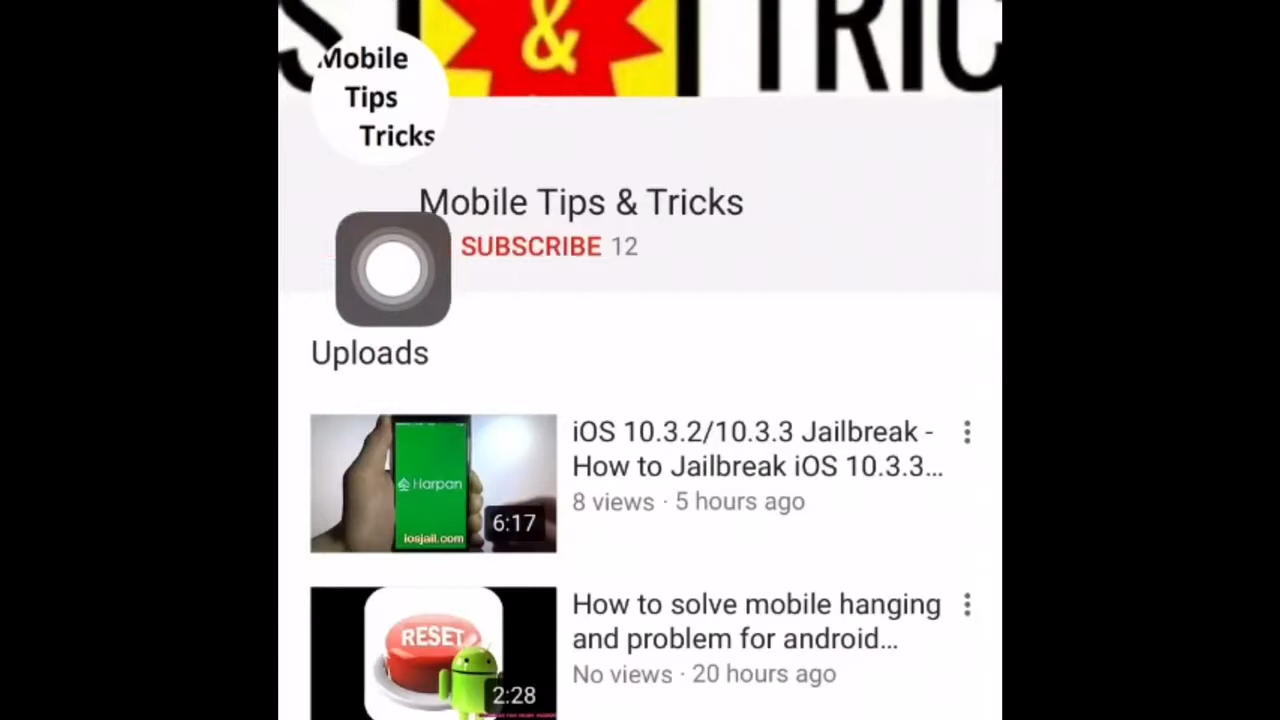 S & TRIC
Mobile
Tips
Tricks
Mobile Tips & Tricks
SUBSCRIBE 12
Uploads
iOS 10.3.2/10.3.3 Jailbreak -
How to Jailbreak iOS 10.3.3...
8 views · 5 hours ago
Harpan
6:17
iosjail.com
How to solve mobile hanging
and problem for android...
No views · 20 hours ago
RESET
2:28